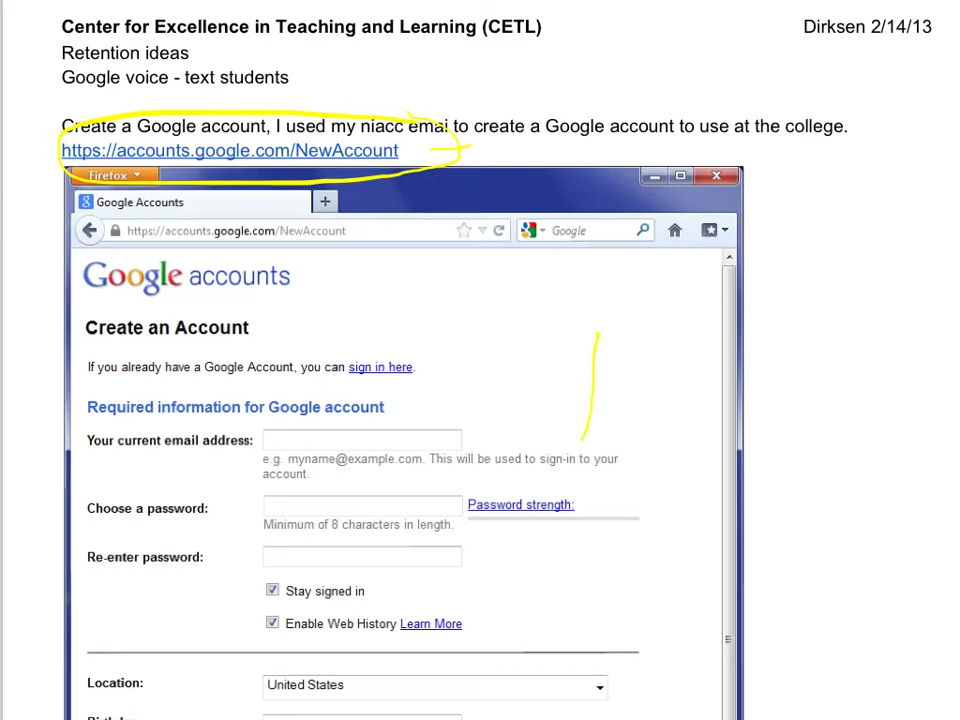 Center for Excellence in Teaching and Learning (CETL) Dirksen 2/14/13
Retention ideas
Google voice - text students
Create a Google account, I used my niacc emai to create a Google account to use at the college.
https://accounts.google.com/NewAccount
Firefox
Google Accounts
https://accounts.google.com/NewAccount Google
Google accounts
Create an Account
If you already have a Google Account, you can sign in here.
Required information for Google account
Your current email address:
e.g. myname@example.com. This will be used to sign-in to your
account.
Choose a password: Password strength:
Minimum of 8 characters in length.
Re-enter password:
Stay signed in
Enable Web History Learn More
Location: United States